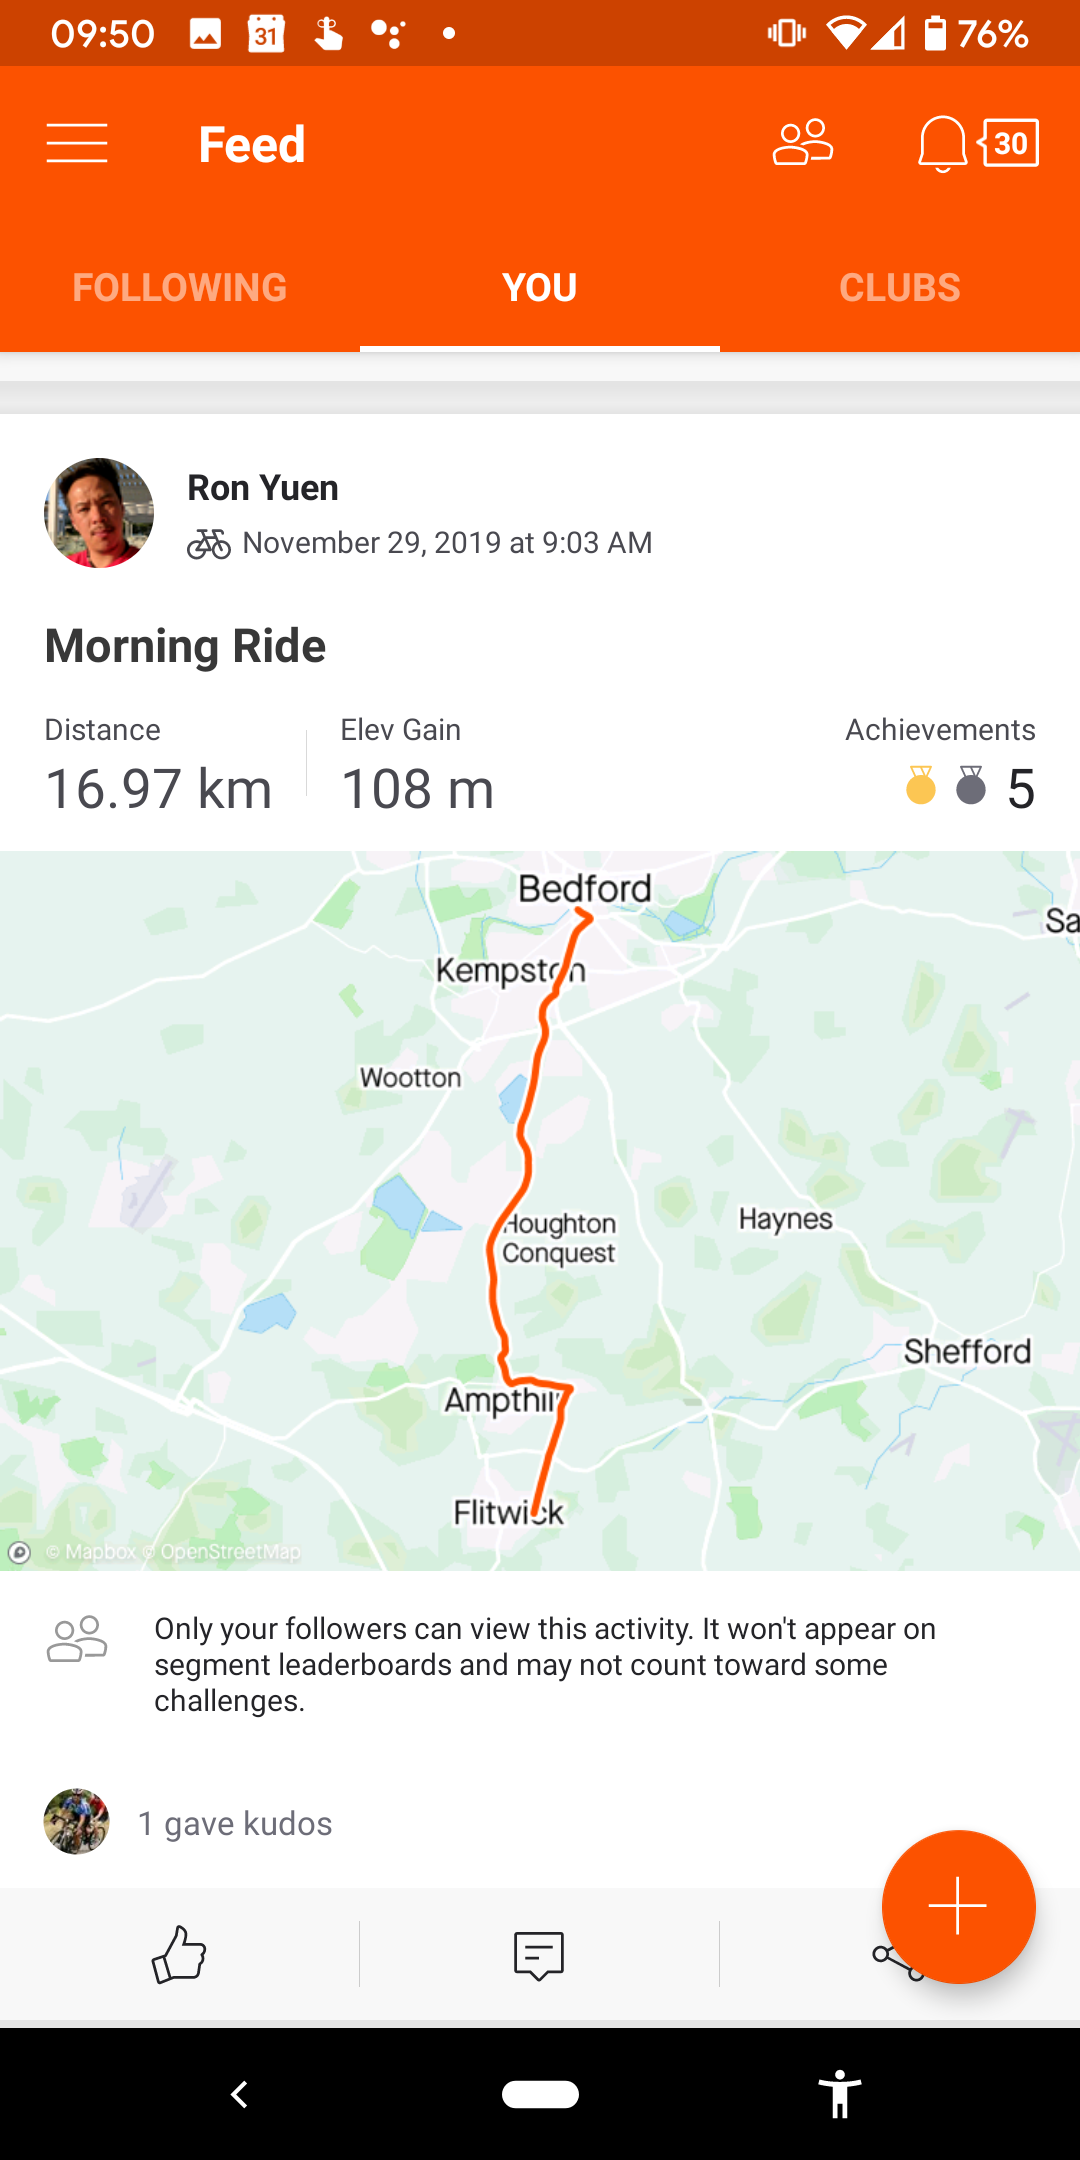 09:50
31
76%
Feed
30
FOLLOWING
YOU
CLUBS
Ron Yuen
November 29, 2019 at 9:03 AM
Morning Ride
Distance
Elev Gain
Achievements
16.97 km
108 m
5
Bedford
Sa
Kempston
Wootton
Houghton
Conquest
Haynes
Shefford
Ampthill
Flitwick
© Mapbox © OpenStreetMap
Only your followers can view this activity. It won't appear on
segment leaderboards and may not count toward some
challenges.
1 gave kudos